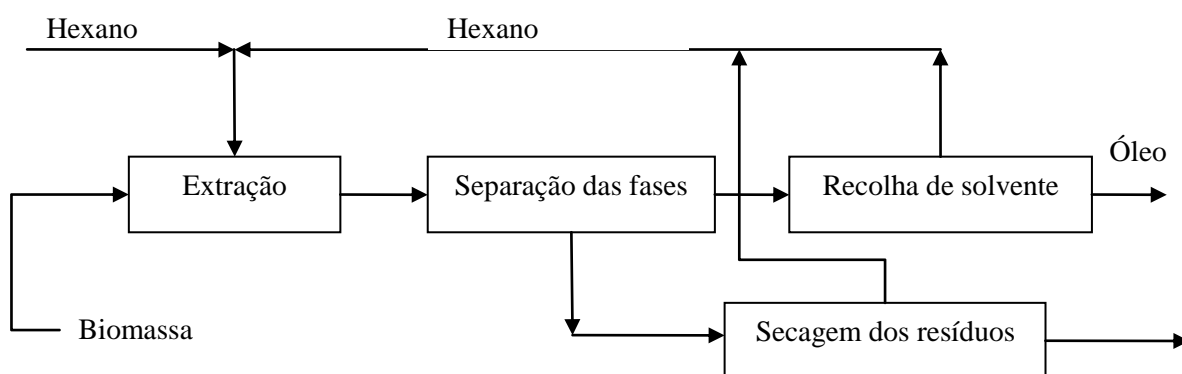 Hexano
Hexano
Óleo
Extração
Separação das fases
Recolha de solvente
Biomassa
Secagem dos resíduos